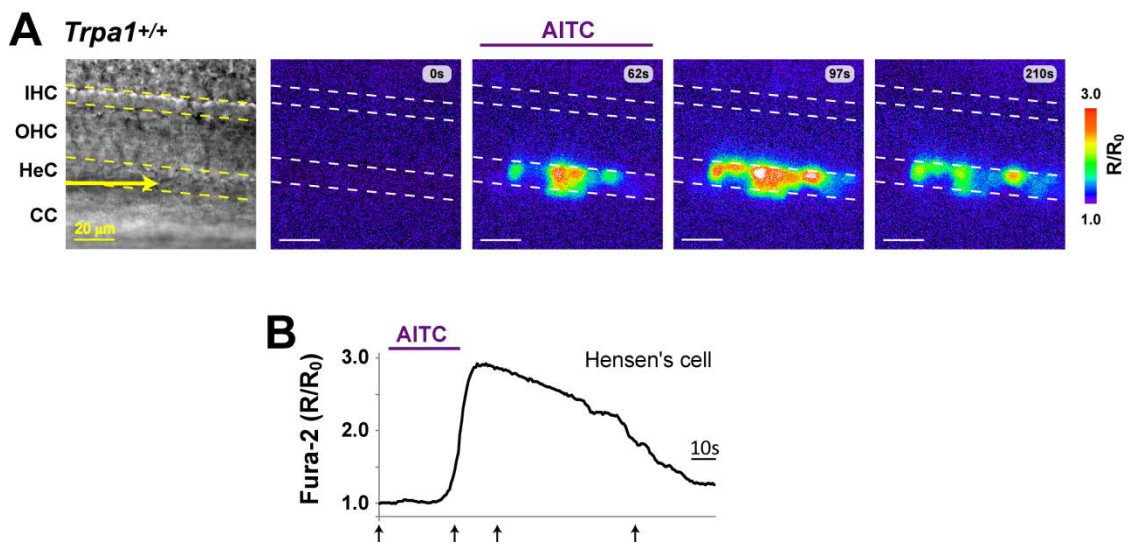 A Trpa1+/+
AITC
0s
62s
97s
210s
IHC
OHC
HeC
CC
20 µm
3.0
R/R0
1.0
B
AITC
Hensen's cell
Fura-2 (R/R0)
3.0
2.0
1.0
10s